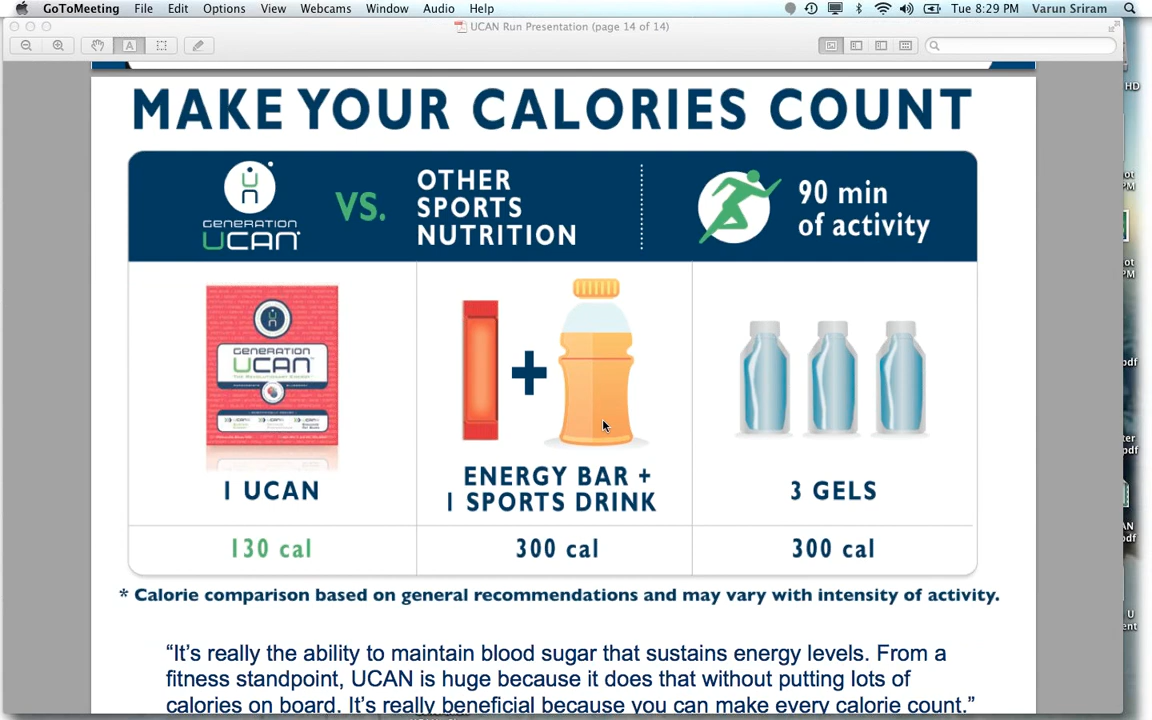 GoToMeeting File Edit Options View Webcams Window Audio Help Tue 8:29 PM Varun Sriram
UCAN Run Presentation (page 14 of 14)
HD
MAKE YOUR CALORIES COUNT
GENERATION
UCAN
VS.
OTHER
SPORTS
NUTRITION
90 min
of activity
GENERATION
UCAN
1 UCAN
ENERGY BAR +
1 SPORTS DRINK
3 GELS
130 cal
300 cal
300 cal
* Calorie comparison based on general recommendations and may vary with intensity of activity.
“It’s really the ability to maintain blood sugar that sustains energy levels. From a
fitness standpoint, UCAN is huge because it does that without putting lots of
calories on board. It’s really beneficial because you can make every calorie count.”